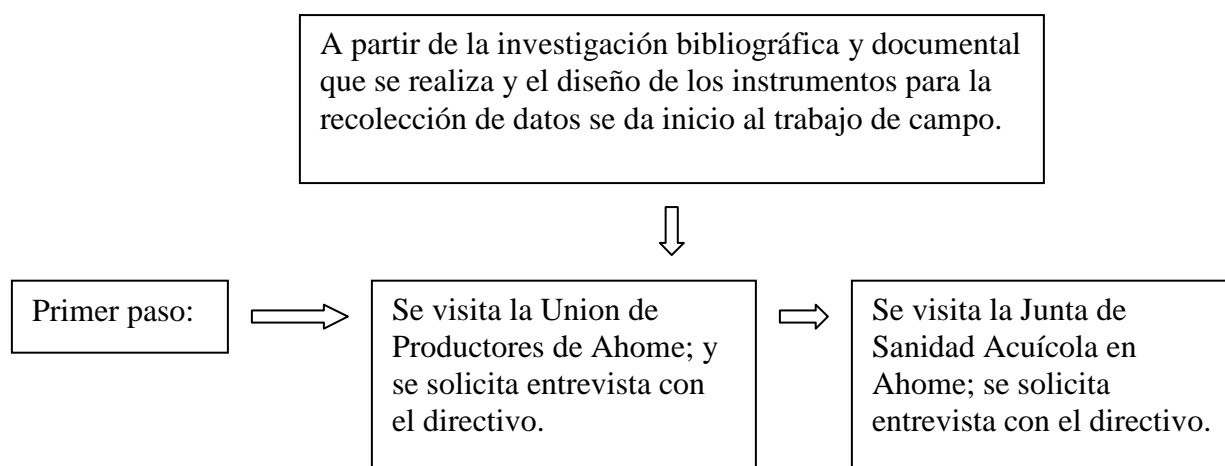 A partir de la investigación bibliográfica y documental
que se realiza y el diseño de los instrumentos para la
recolección de datos se da inicio al trabajo de campo.
Primer paso:
Se visita la Union de
Productores de Ahome; y
se solicita entrevista con
el directivo.
Se visita la Junta de
Sanidad Acuícola en
Ahome; se solicita
entrevista con el directivo.